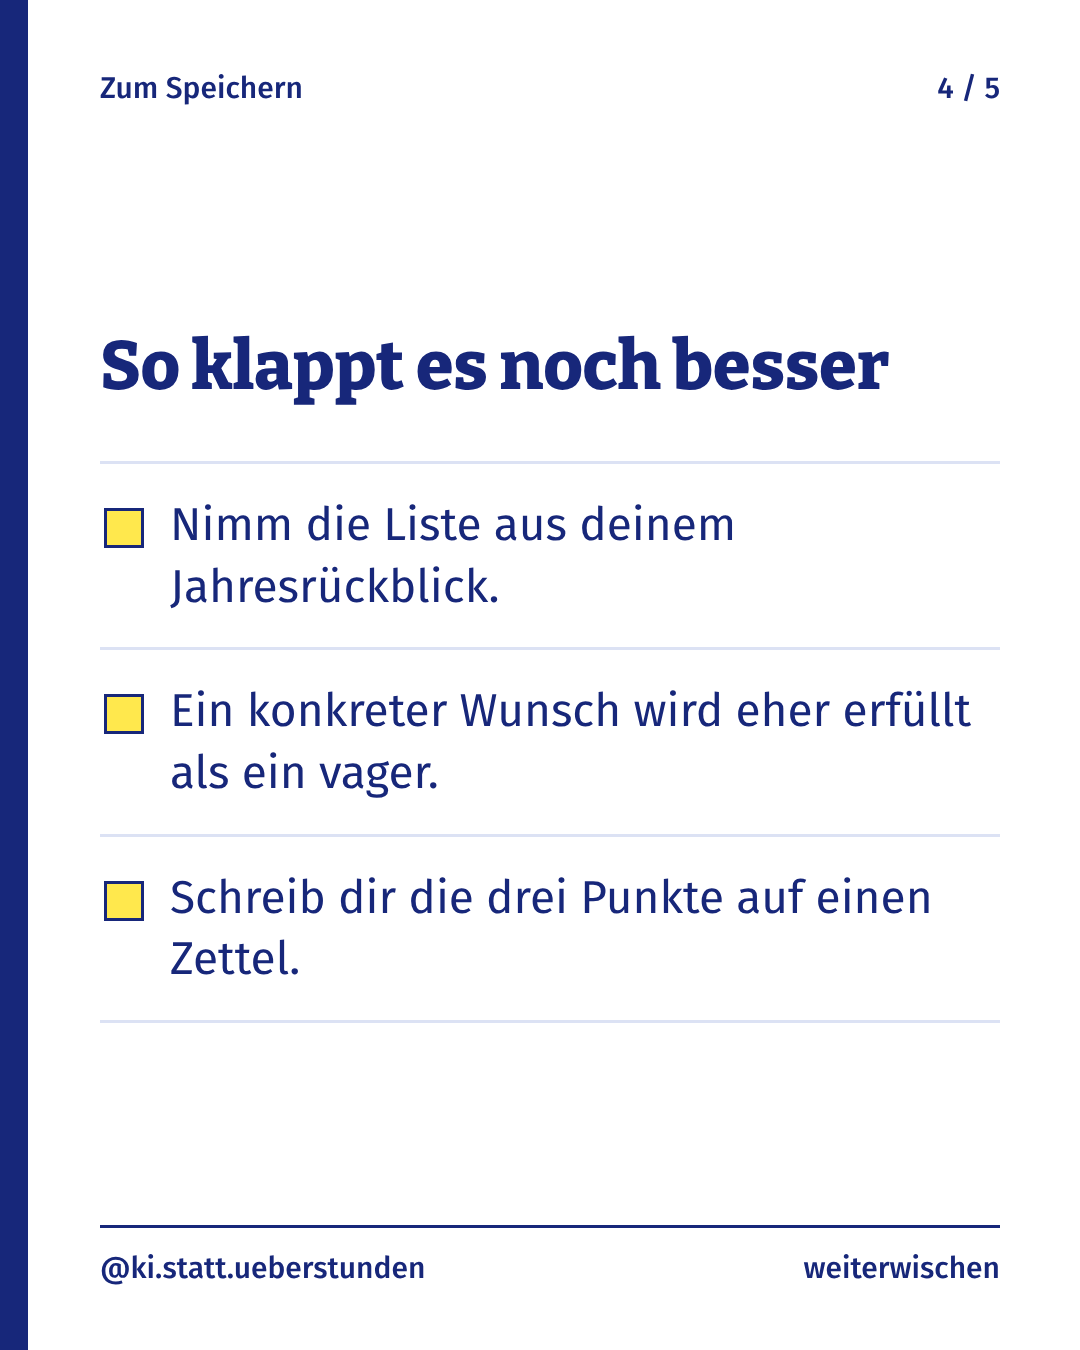 Zum Speichern
4 / 5
So klappt es noch besser
Nimm die Liste aus deinem
Jahresrückblick.
Ein konkreter Wunsch wird eher erfüllt
als ein vager.
Schreib dir die drei Punkte auf einen
Zettel.
@ki.statt.ueberstunden
weiterwischen